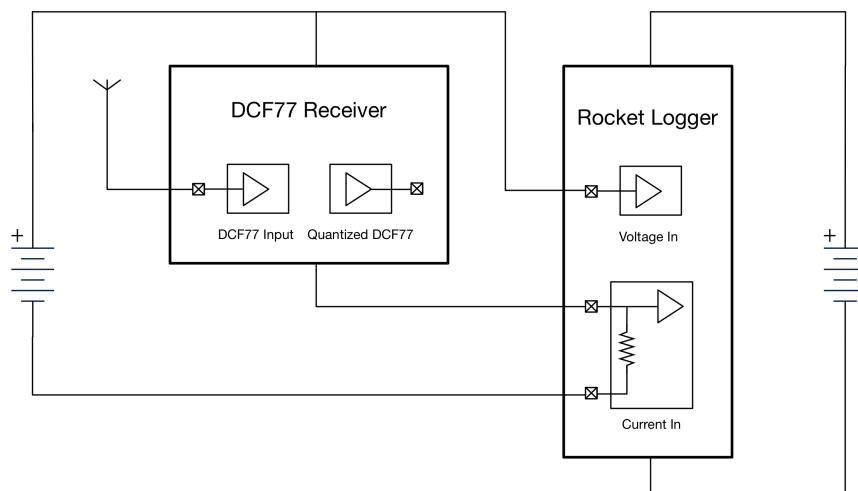 DCF77 Receiver
Rocket Logger
DCF77 Input
Quantized DCF77
Voltage In
+
+
Current In